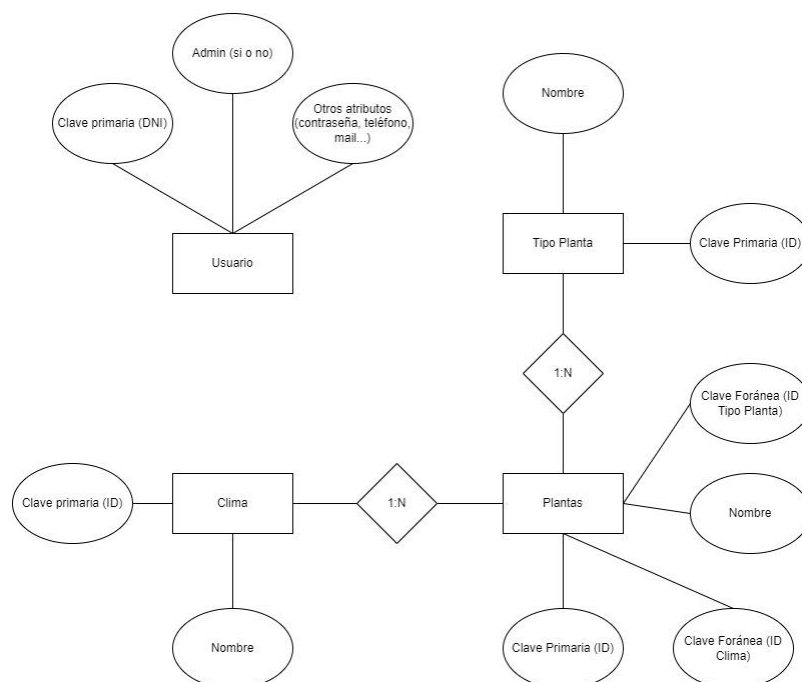 Admin (si o no)
Clave primaria (DNI)
Otros atributos
(contraseña, teléfono,
mail...)
Usuario
Nombre
Tipo Planta
Clave Primaria (ID)
1:N
Clave Foránea (ID
Tipo Planta)
Clave primaria (ID)
Clima
1:N
Plantas
Nombre
Nombre
Clave Primaria (ID)
Clave Foránea (ID
Clima)